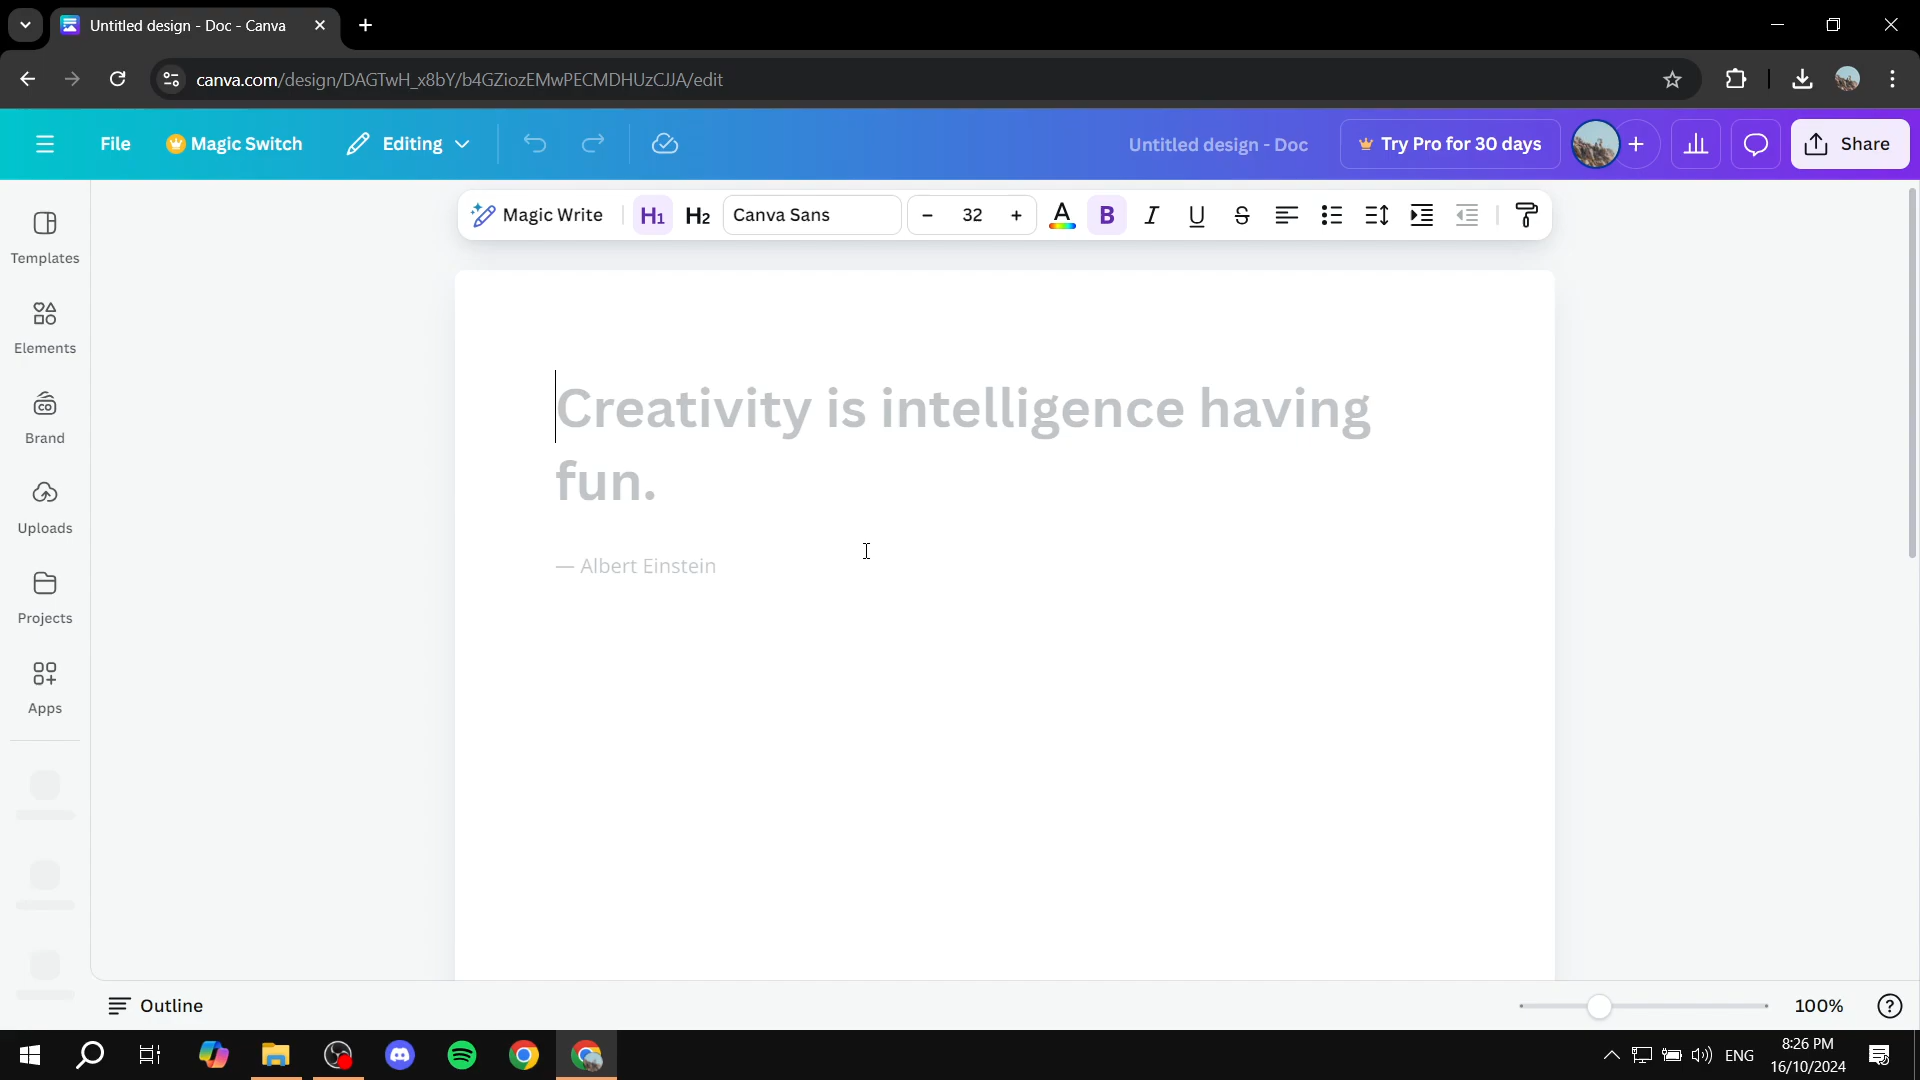 Untitled design - Doc - Canva
canva.com/design/DAGTwH_x8bY/b4GZiozEMwPECMDHUzCJJA/edit
File Magic Switch Editing Untitled design - Doc Try Pro for 30 days Share
Magic Write H1 H2 Canva Sans − 32 + A B I U S
Templates
Elements
Brand
Uploads
Projects
Apps
Creativity is intelligence having
fun.
— Albert Einstein
Outline 100%
ENG 8:26 PM
16/10/2024